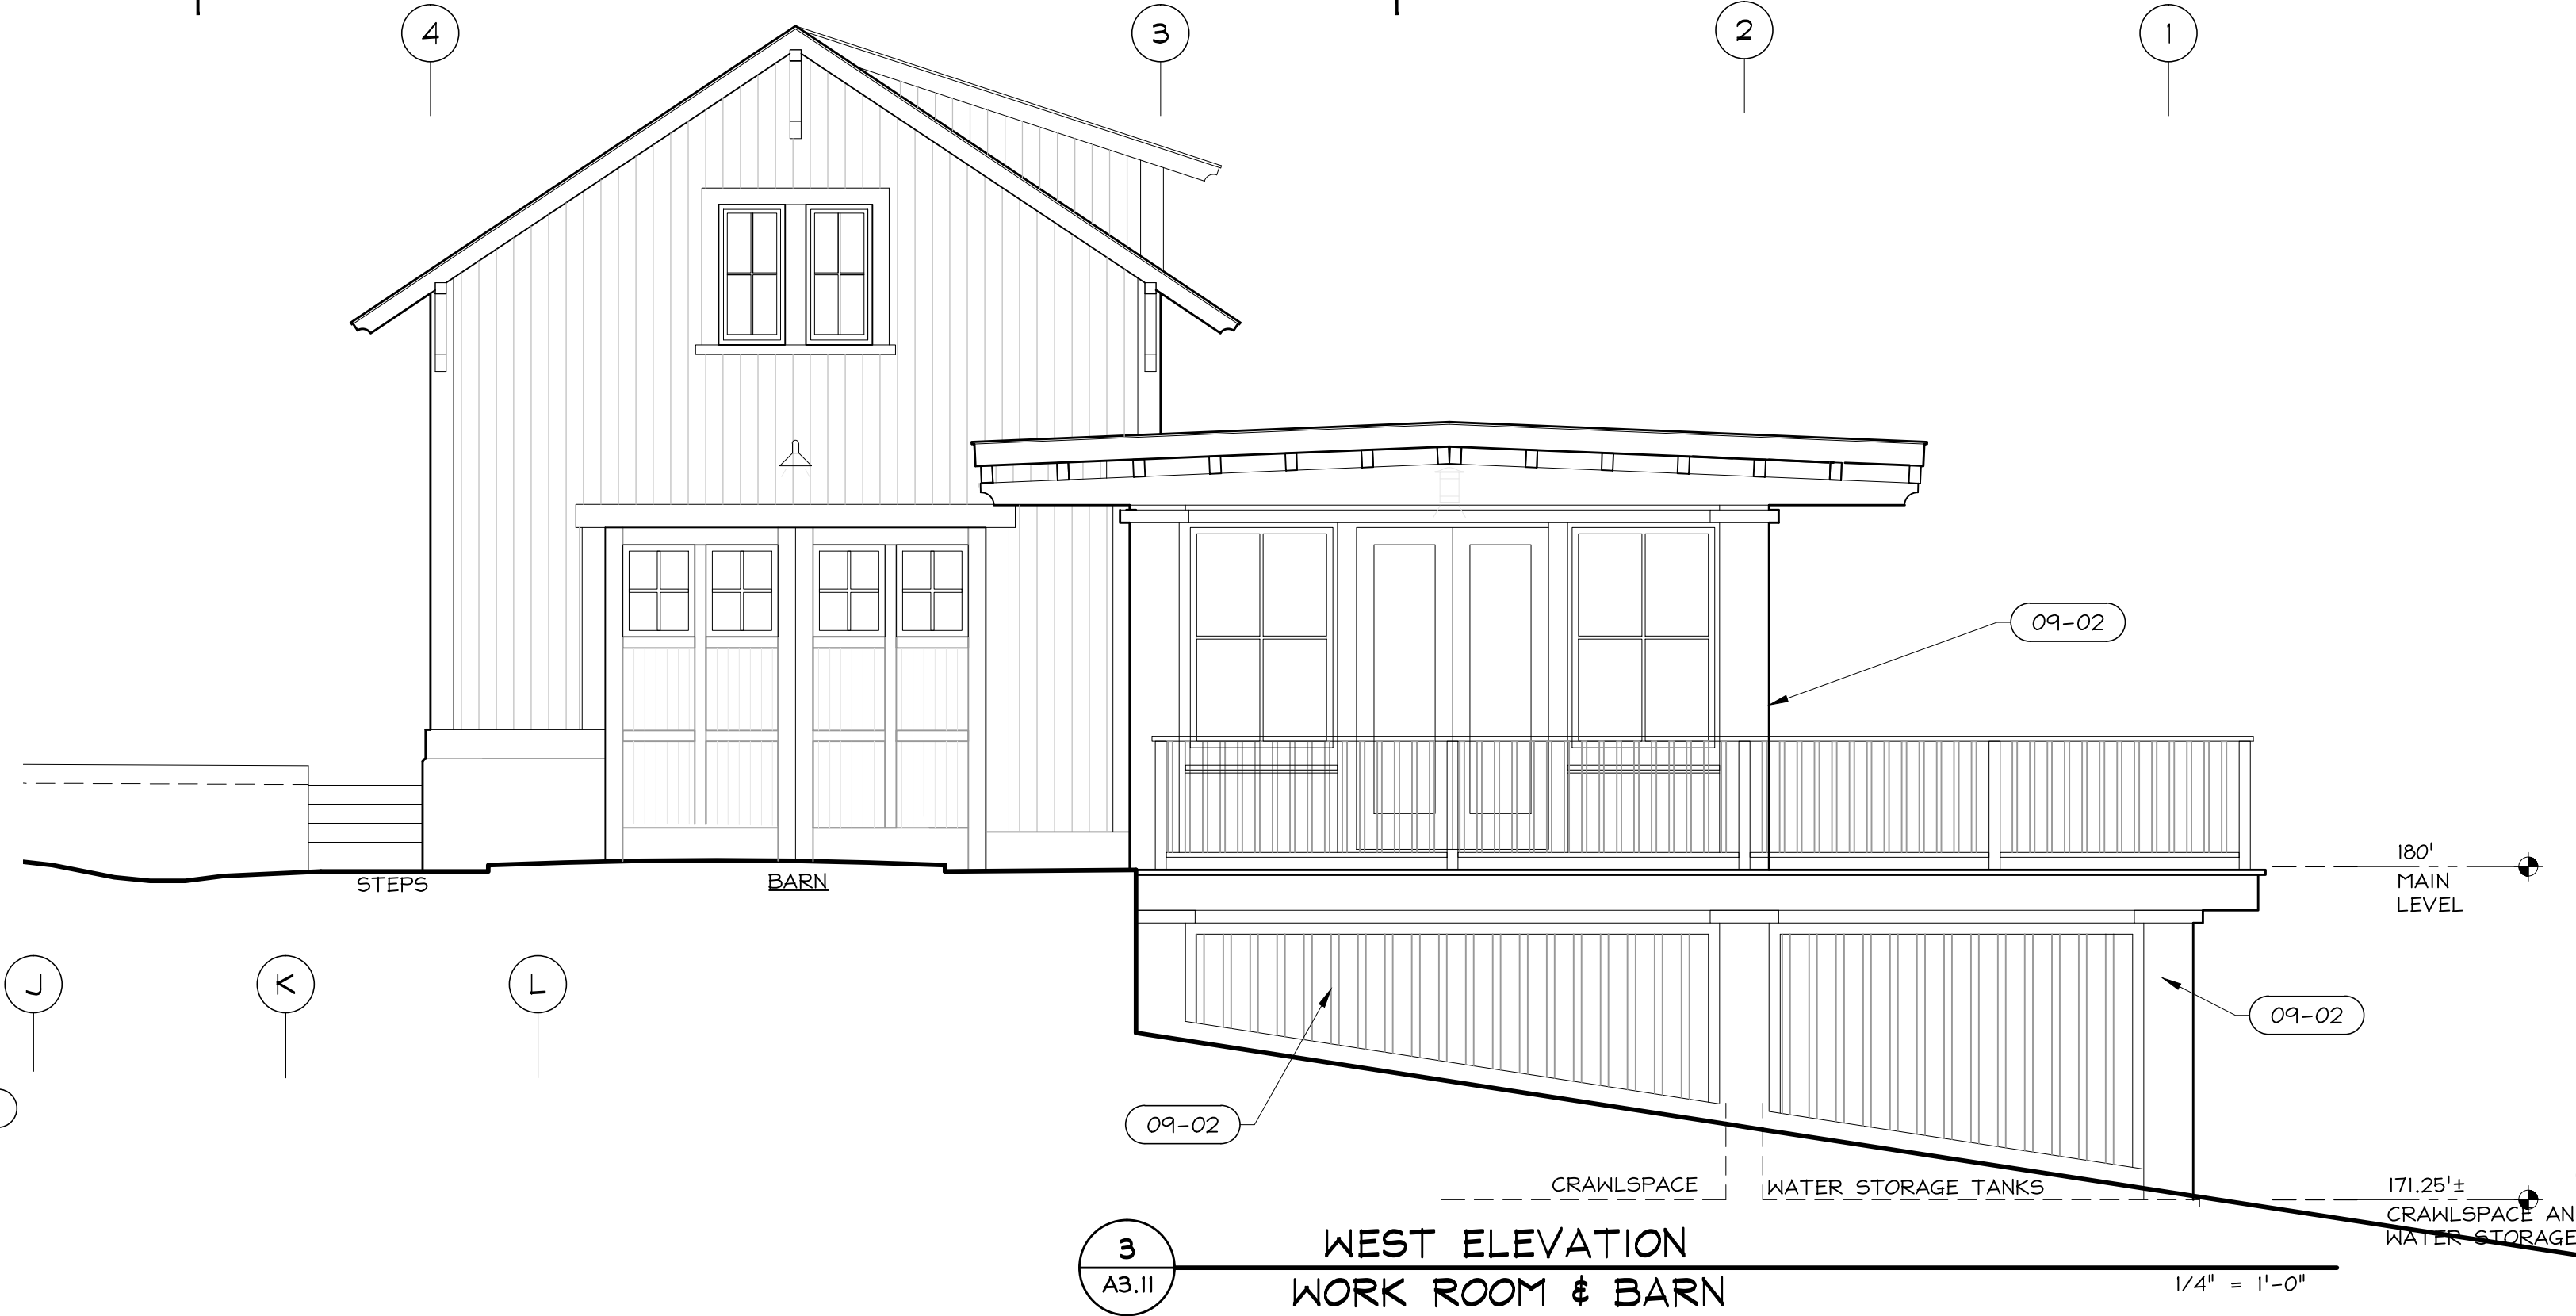 4
3
2
1
09-02
180'
MAIN
LEVEL
STEPS
BARN
J
K
L
09-02
09-02
CRAWLSPACE
WATER STORAGE TANKS
171.25'±
CRAWLSPACE AN
WATER STORAGE
3
A3.11
WEST ELEVATION
WORK ROOM & BARN
1/4" = 1'-0"